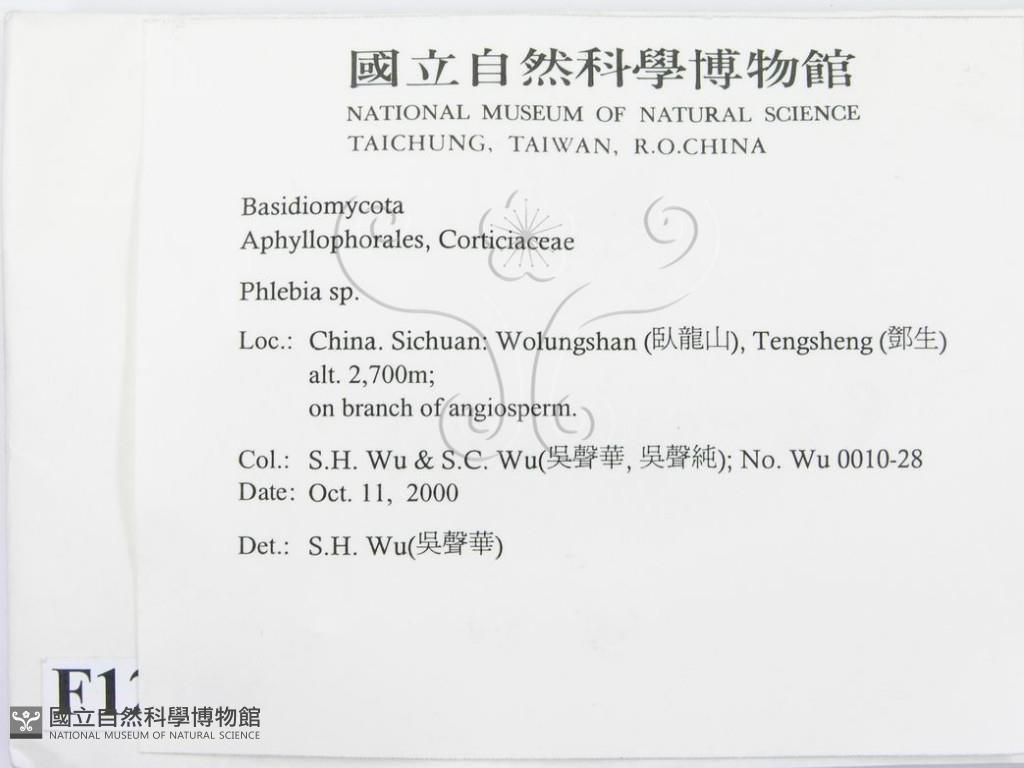 國立自然科學博物館
NATIONAL MUSEUM OF NATURAL SCIENCE
TAICHUNG, TAIWAN, R.O.CHINA
Basidiomycota
Aphyllophorales, Corticiaceae
Phlebia sp.
Loc.: China. Sichuan: Wolungshan (臥龍山), Tengsheng (鄧生)
alt. 2,700m;
on branch of angiosperm.
Col.: S.H. Wu & S.C. Wu(吳聲華, 吳聲純); No. Wu 0010-28
Date: Oct. 11, 2000
Det.: S.H. Wu(吳聲華)
國立自然科學博物館
NATIONAL MUSEUM OF NATURAL SCIENCE